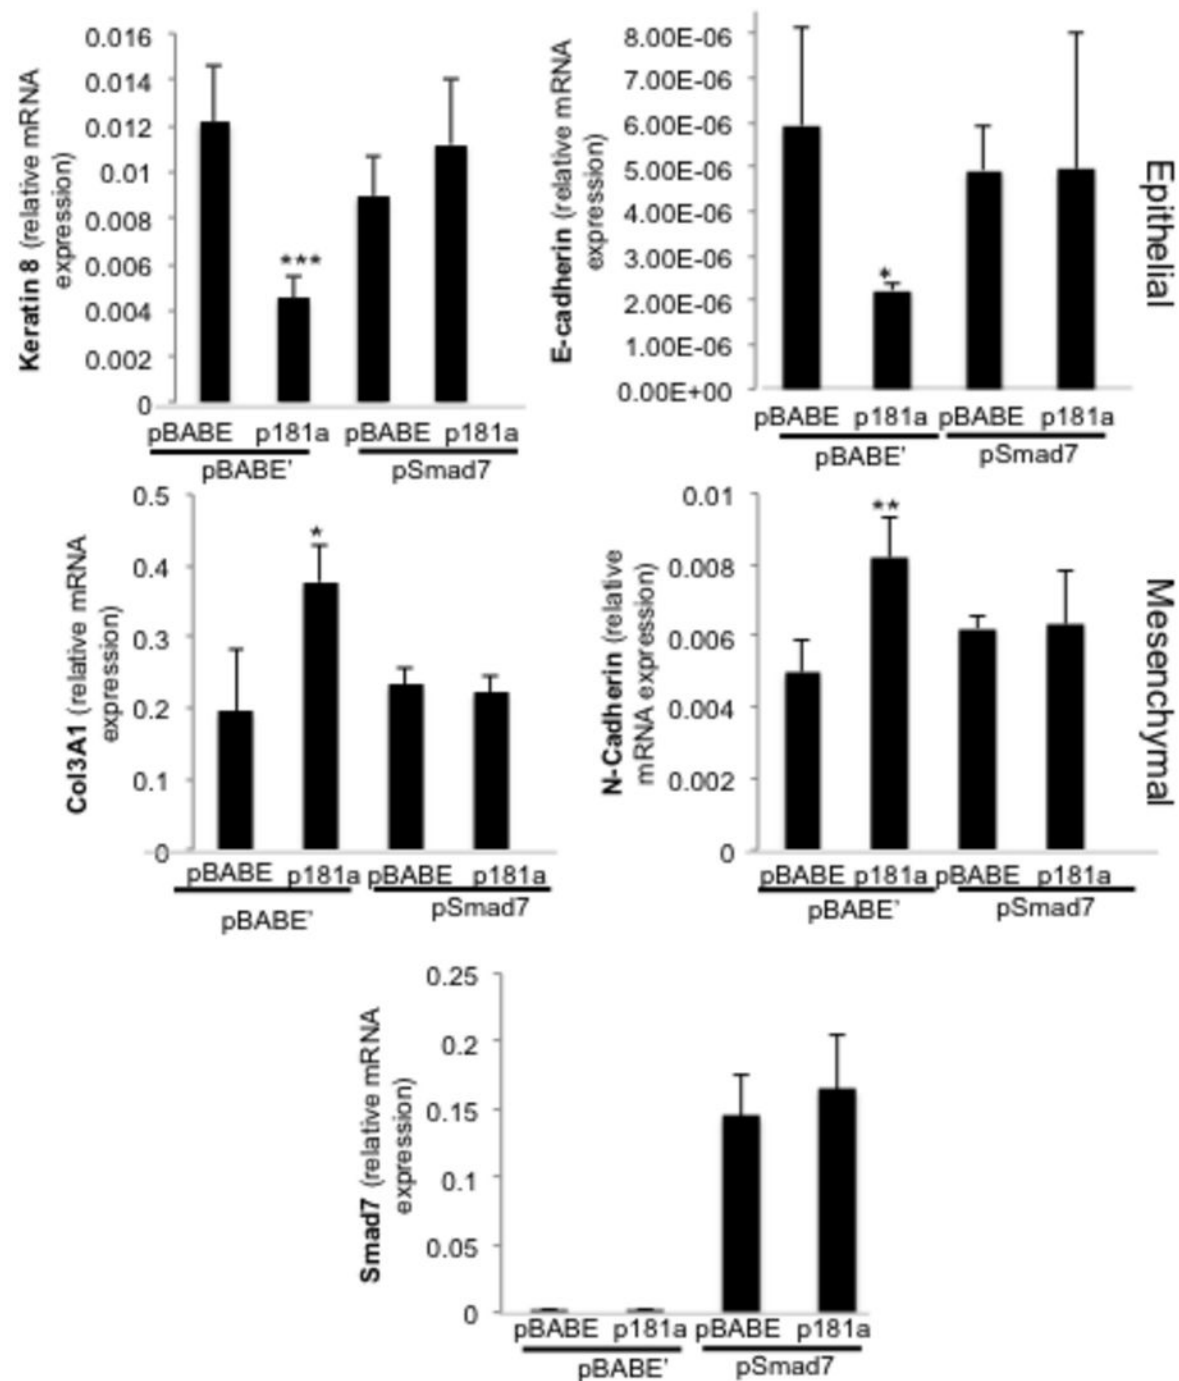 Keratin 8 (relative mRNA
expression)
0.016
0.014
0.012
0.01
0.008
0.006
0.004
0.002
0
***
pBABE p181a pBABE p181a
pBABE' pSmad7
E-cadherin (relative mRNA
expression)
8.00E-06
7.00E-06
6.00E-06
5.00E-06
4.00E-06
3.00E-06
2.00E-06
1.00E-06
0.00E+00
*
pBABE p181a pBABE p181a
pBABE' pSmad7
Epithelial
Col3A1 (relative mRNA
expression)
0.5
0.4
0.3
0.2
0.1
0
*
pBABE p181a pBABE p181a
pBABE' pSmad7
N-Cadherin (relative
mRNA expression)
0.01
0.008
0.006
0.004
0.002
0
**
pBABE p181a pBABE p181a
pBABE' pSmad7
Mesenchymal
Smad7 (relative mRNA
expression)
0.25
0.2
0.15
0.1
0.05
0
pBABE p181a pBABE p181a
pBABE' pSmad7